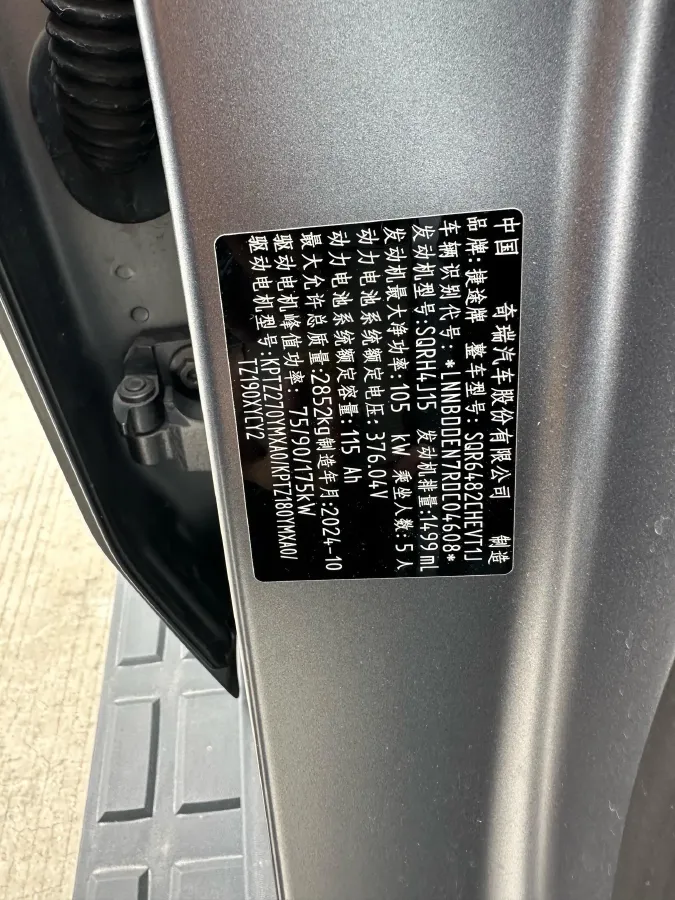 中国 奇瑞汽车股份有限公司 制造
品牌:捷途牌 整车型号:SQR6482CHEVT1J
车辆识别代号:*LNNBDDEN7RDC04608*
发动机型号:SQRH4J15 发动机排量:1499 ml
发动机最大净功率:105 kW 乘坐人数:5人
动力电池系统额定电压:376.04V
动力电池系统额定容量:115 Ah
最大允许总质量:2852kg制造年月:2024-10
驱动电机峰值功率:75/90/175kW
驱动电机型号:KPTZ270YMXA0/KPTZ180YMXA0/
TZ190XYCY2